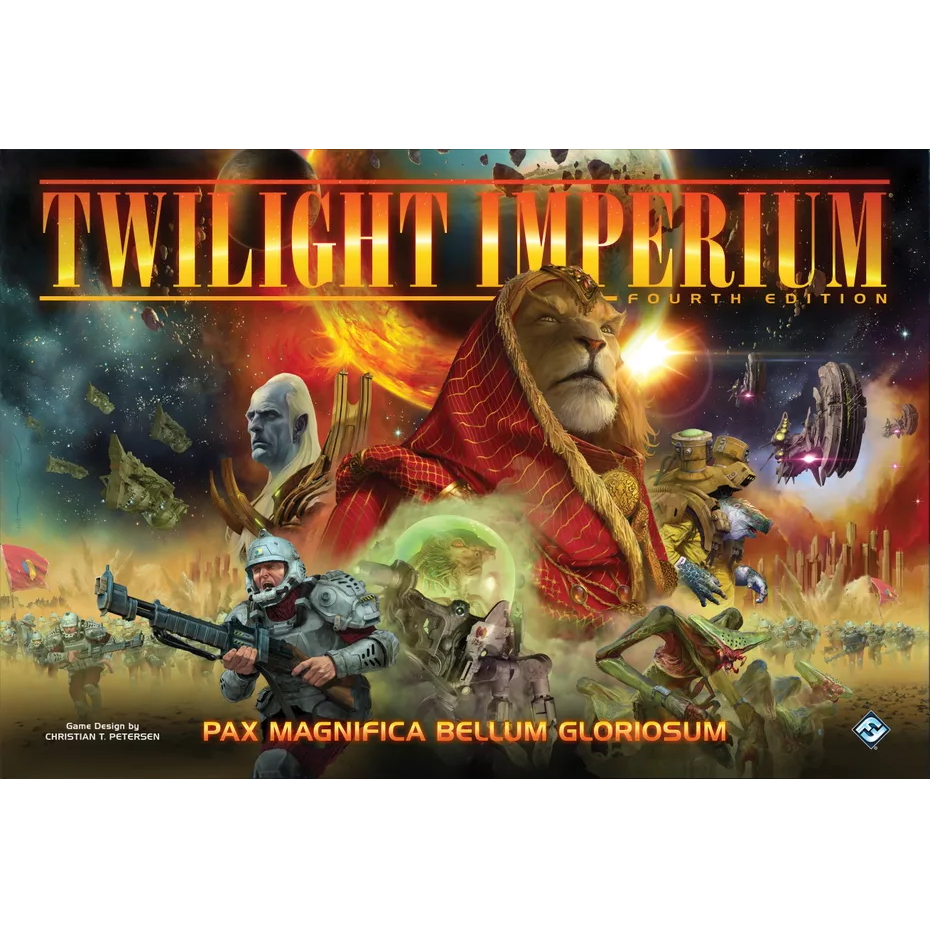 TWILIGHT IMPERIUM
FOURTH EDITION
Game Design by
CHRISTIAN T. PETERSEN
PAX MAGNIFICA BELLUM GLORIOSUM